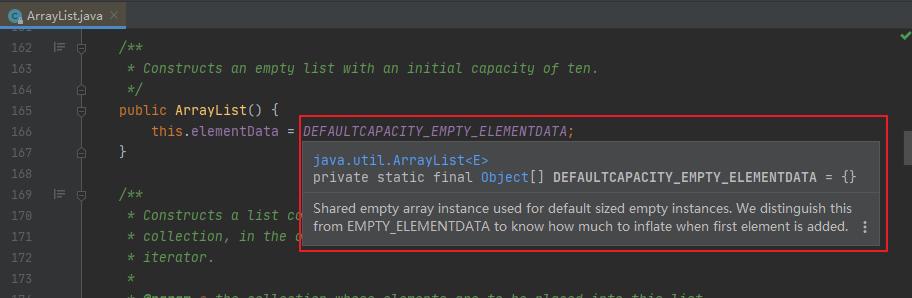 ArrayList.java
162 /**
163 * Constructs an empty list with an initial capacity of ten.
164 */
165 public ArrayList() {
166 this.elementData = DEFAULTCAPACITY_EMPTY_ELEMENTDATA;
167 }
java.util.ArrayList<E>
private static final Object[] DEFAULTCAPACITY_EMPTY_ELEMENTDATA = {}
Shared empty array instance used for default sized empty instances. We distinguish this
from EMPTY_ELEMENTDATA to know how much to inflate when first element is added.
168
169 /**
170 * Constructs a list co
171 * collection, in the o
172 * iterator.
173 *